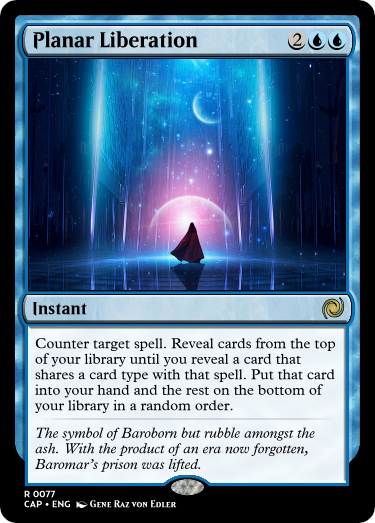 Planar Liberation 2
Instant
Counter target spell. Reveal cards from the top
of your library until you reveal a card that
shares a card type with that spell. Put that card
into your hand and the rest on the bottom of
your library in a random order.
The symbol of Baroborn but rubble amongst the
ash. With the product of an era now forgotten,
Baromar's prison was lifted.
R 0077
CAP • ENG Gene Raz von Edler